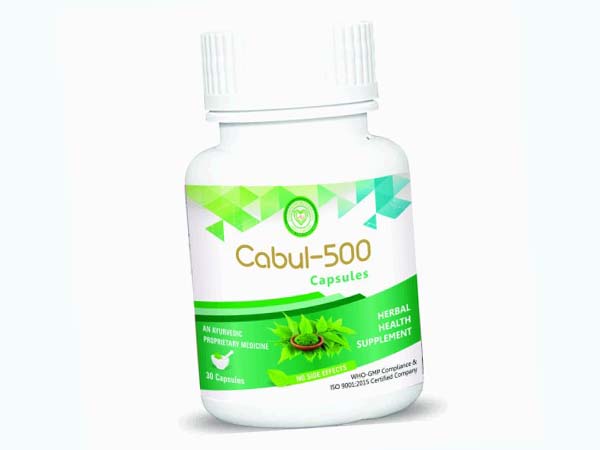 Cabul-500
Capsules
AN AYURVEDIC
PROPRIETARY MEDICINE
30 Capsules
NO SIDE EFFECTS
HERBAL
HEALTH
SUPPLEMENT
WHO-GMP Compliance &
ISO 9001:2015 Certified Company